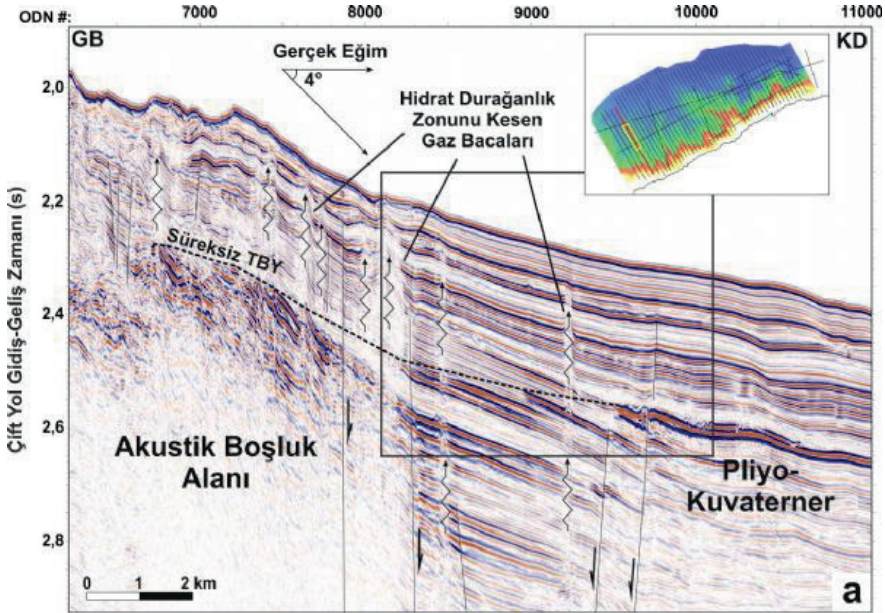 ODN #: 7000 8000 9000 10000 11000
GB
KD
Gerçek Eğim
4°
Hidrat Durağanlık
Zonunu Kesen
Gaz Bacaları
Süreksiz TBY
Çift Yol Gidiş-Geliş Zamanı (s)
2,0
2,2
2,4
2,6
2,8
Akustik Boşluk
Alanı
Pliyo-
Kuvaterner
0 1 2 km
a